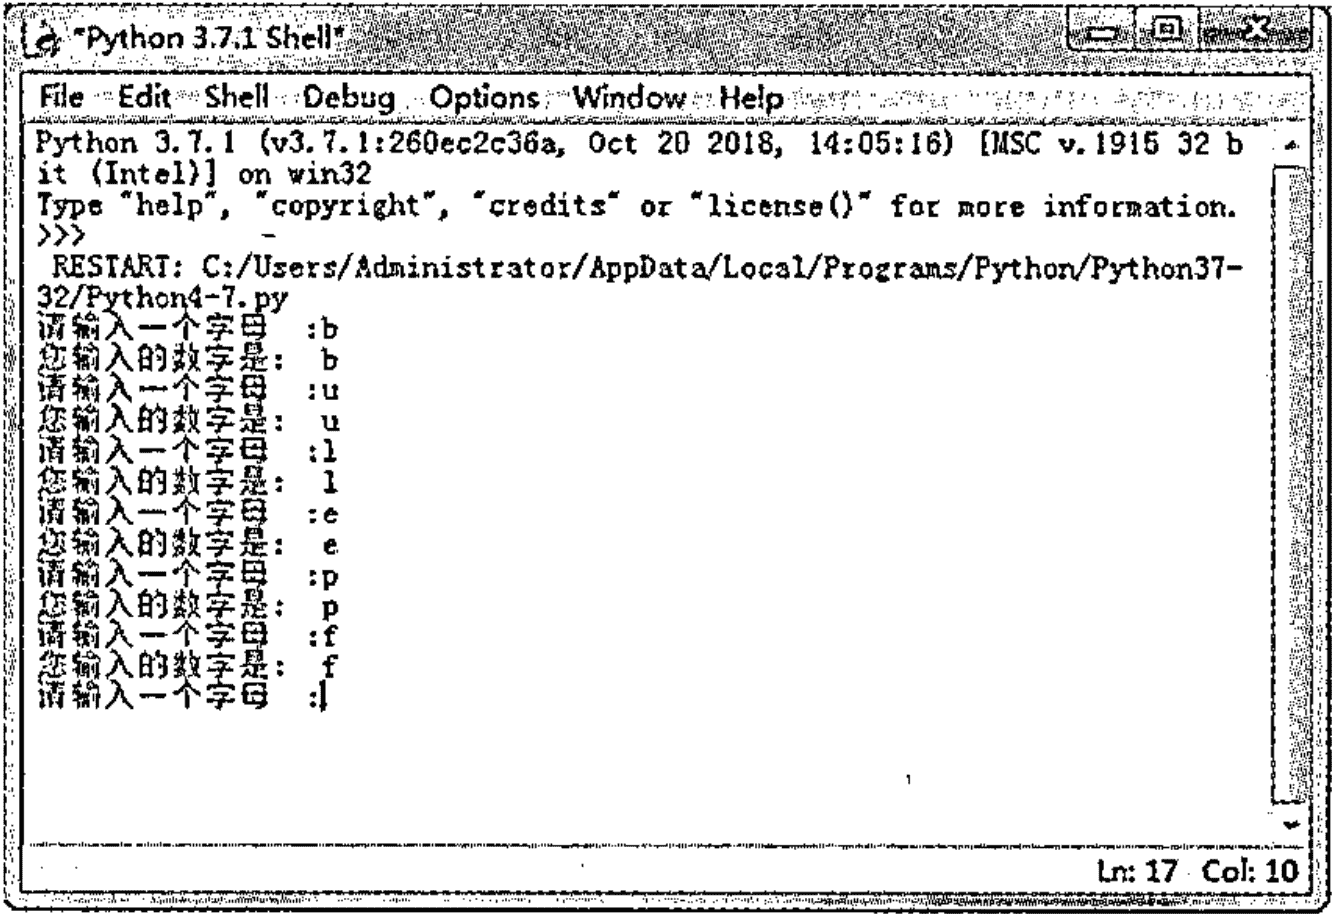 *Python 3.7.1 Shell*
File Edit Shell Debug Options Window Help
Python 3.7.1 (v3.7.1:260ec2c36a, Oct 20 2018, 14:05:16) [MSC v.1915 32 b
it (Intel)] on win32
Type "help", "copyright", "credits" or "license()" for more information.
>>>
RESTART: C:/Users/Administrator/AppData/Local/Programs/Python/Python37-
32/Python4-7.py
请输入一个字母 :b
您输入的数字是: b
请输入一个字母 :u
您输入的数字是: u
请输入一个字母 :l
您输入的数字是: l
请输入一个字母 :e
您输入的数字是: e
请输入一个字母 :p
您输入的数字是: p
请输入一个字母 :f
您输入的数字是: f
请输入一个字母 :
Ln: 17 Col: 10